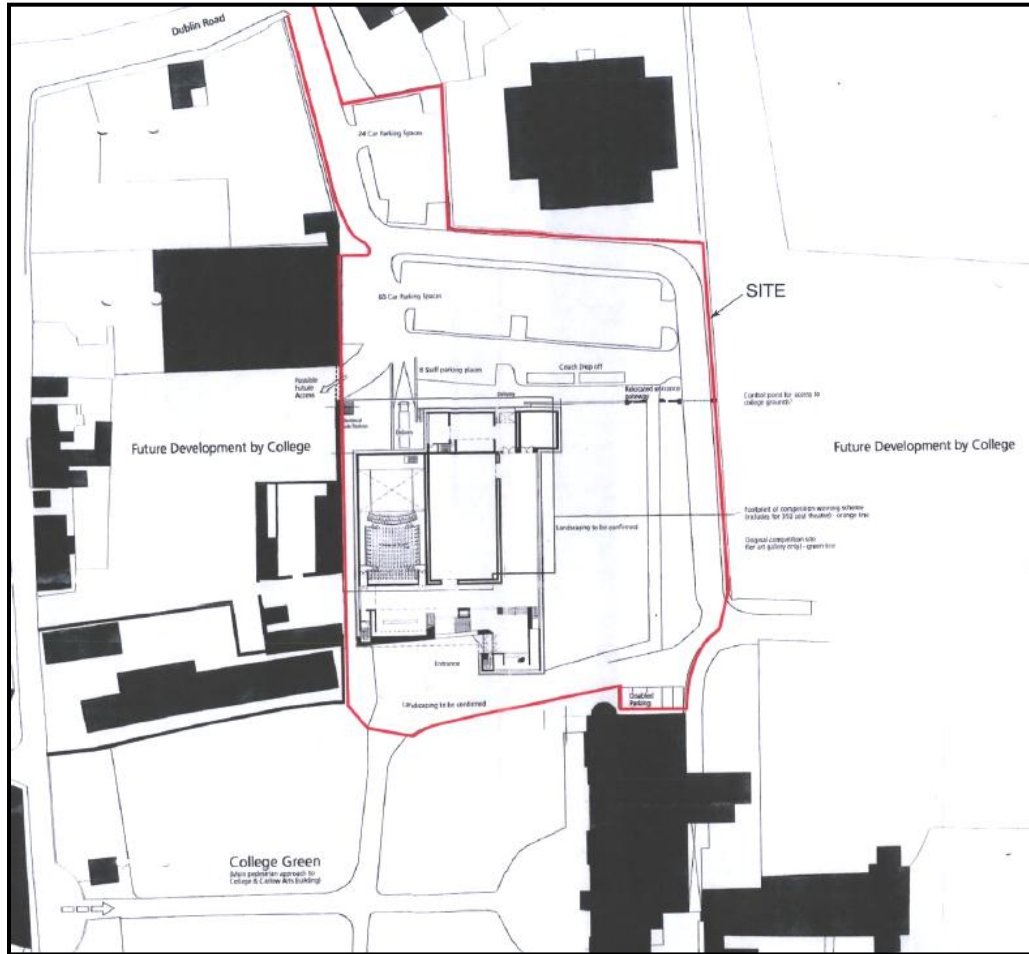 Dublin Road
24 Car Parking Spaces
SITE
Car Parking Spaces
8 Staff parking places
Coach Drop off
Possible
Future
Access
Relocated entrance
gateway
Control point for access to
college grounds
Delivery
Future Development by College
Future Development by College
Footprint of competition winning scheme
(includes for 350 seat theatre) - orange line
Landscaping to be confirmed
Original competition site
(for art gallery only) - green line
Entrance
Disabled
Parking
Landscaping to be confirmed
College Green
(Main pedestrian approach to
College & Carlow Arts Building)